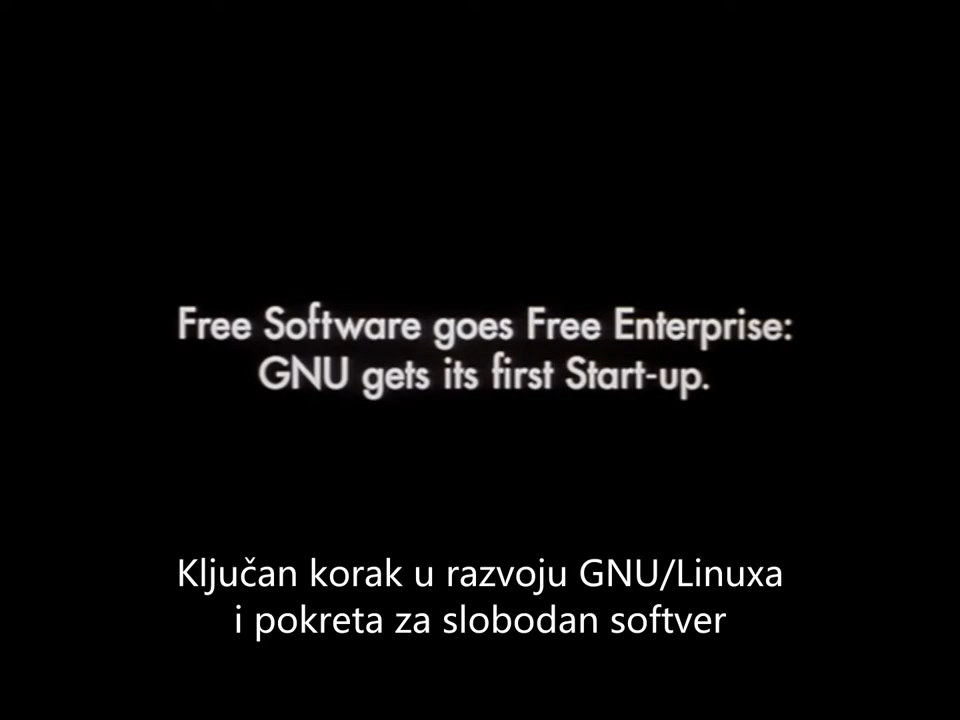 Free Software goes Free Enterprise:
GNU gets its first Start-up.
Ključan korak u razvoju GNU/Linuxa
i pokreta za slobodan softver